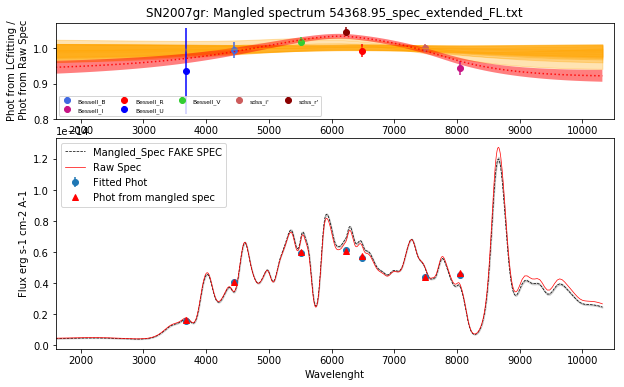 SN2007gr: Mangled spectrum 54368.95_spec_extended_FL.txt
Phot from LCfitting /
Phot from Raw Spec
1.0
0.9
0.8
Bessell_B
Bessell_I
Bessell_R
Bessell_U
Bessell_V
sdss_i'
sdss_r'
2000 3000 4000 5000 6000 7000 8000 9000 10000
1e−14
Mangled_Spec FAKE SPEC
Raw Spec
Fitted Phot
Phot from mangled spec
Flux erg s-1 cm-2 A-1
1.2
1.0
0.8
0.6
0.4
0.2
0.0
2000 3000 4000 5000 6000 7000 8000 9000 10000
Wavelenght